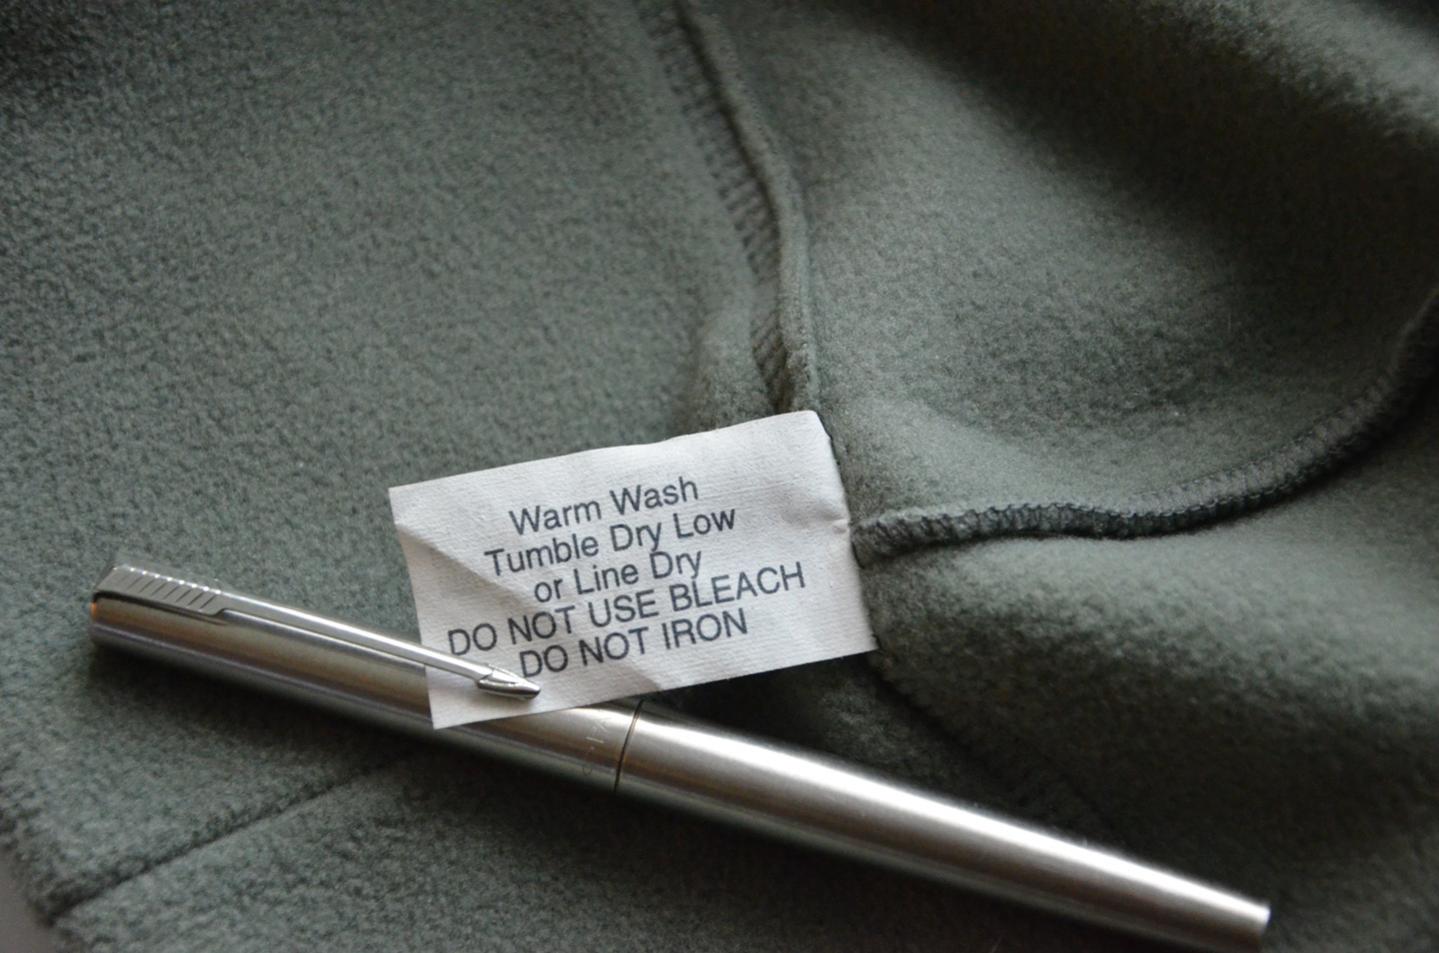 Warm Wash
Tumble Dry Low
or Line Dry
DO NOT USE BLEACH
DO NOT IRON